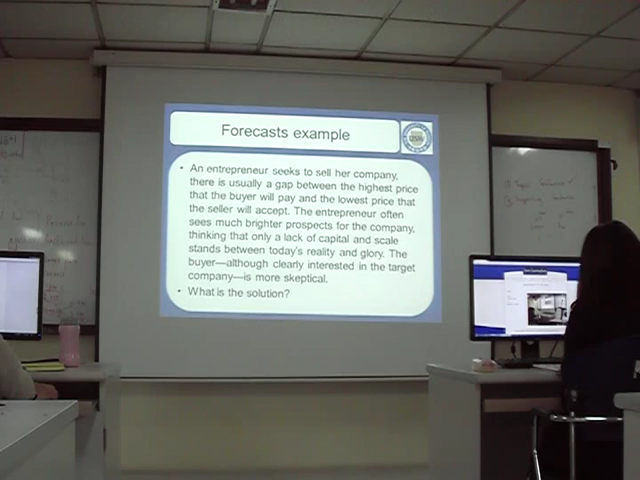 Forecasts example
• An entrepreneur seeks to sell her company,
there is usually a gap between the highest price
that the buyer will pay and the lowest price that
the seller will accept. The entrepreneur often
sees much brighter prospects for the company,
thinking that only a lack of capital and scale
stands between today's reality and glory. The
buyer—although clearly interested in the target
company—is more skeptical.
• What is the solution?